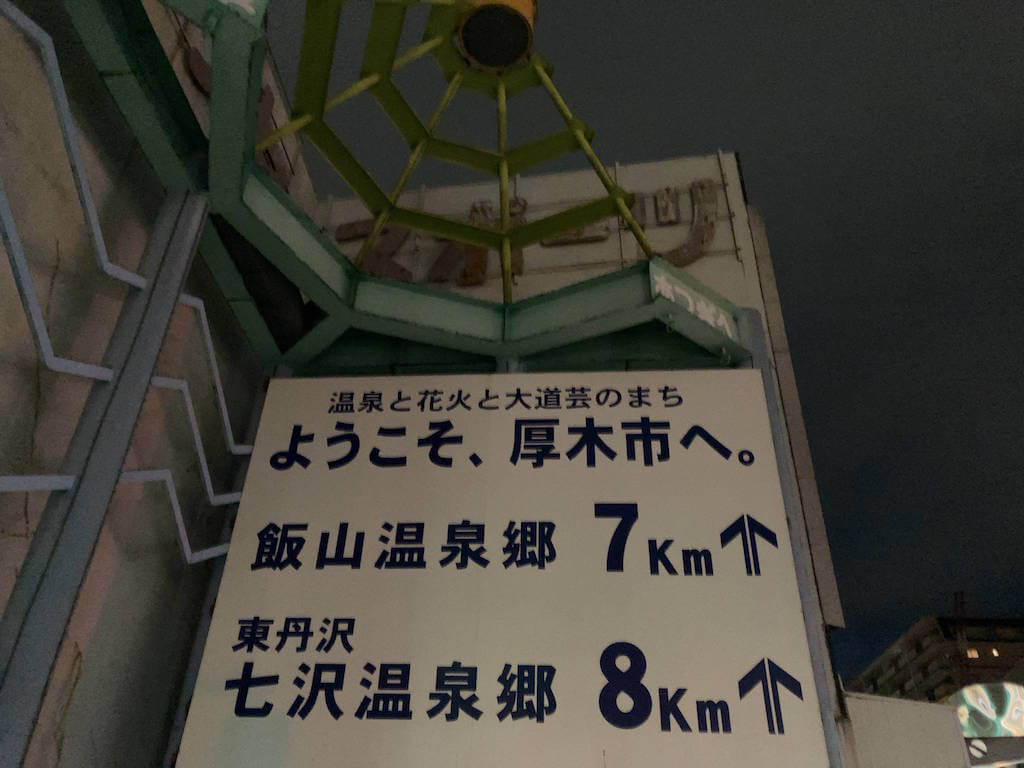 温泉と花火と大道芸のまち
ようこそ、厚木市へ。
飯山温泉郷 7Km
東丹沢
七沢温泉郷 8Km